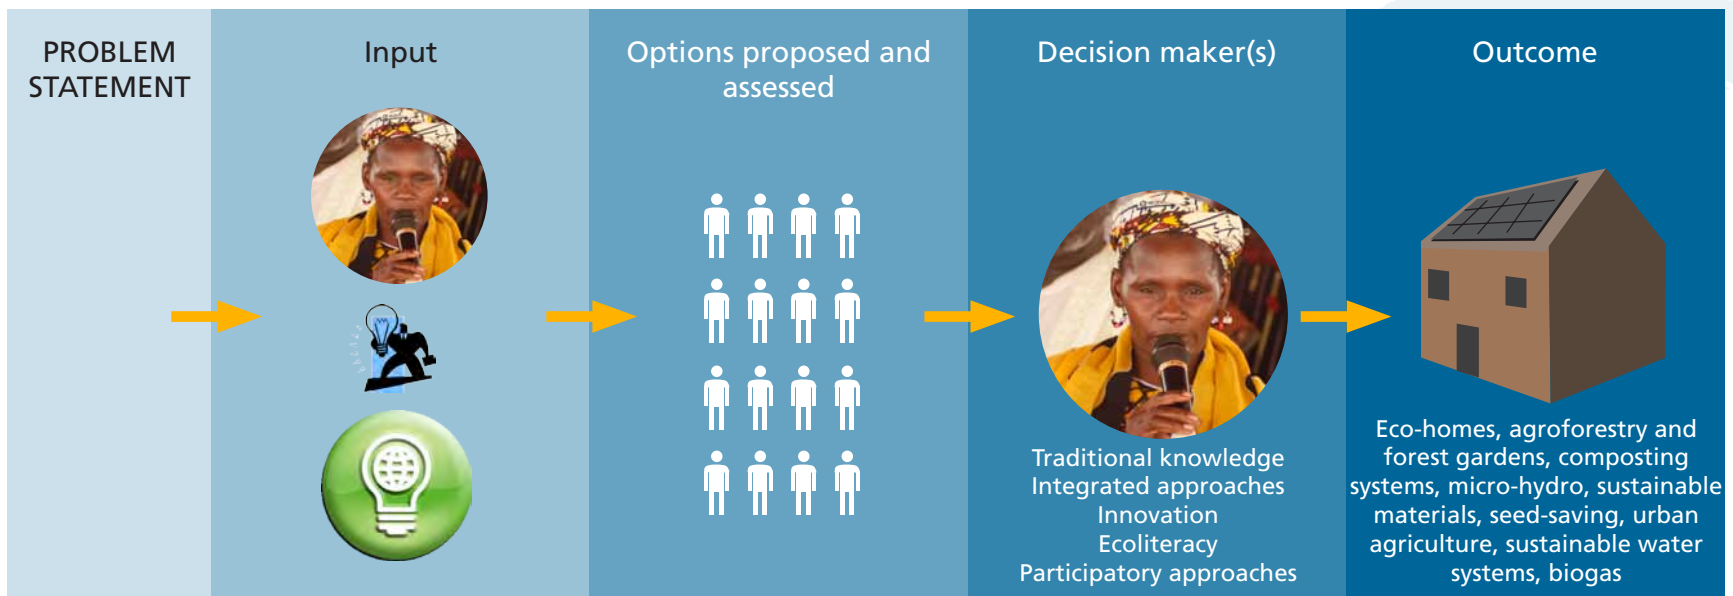 PROBLEM
STATEMENT
Input
Options proposed and
assessed
Decision maker(s)
Outcome
Traditional knowledge
Integrated approaches
Innovation
Ecoliteracy
Participatory approaches
Eco-homes, agroforestry and
forest gardens, composting
systems, micro-hydro, sustainable
materials, seed-saving, urban
agriculture, sustainable water
systems, biogas